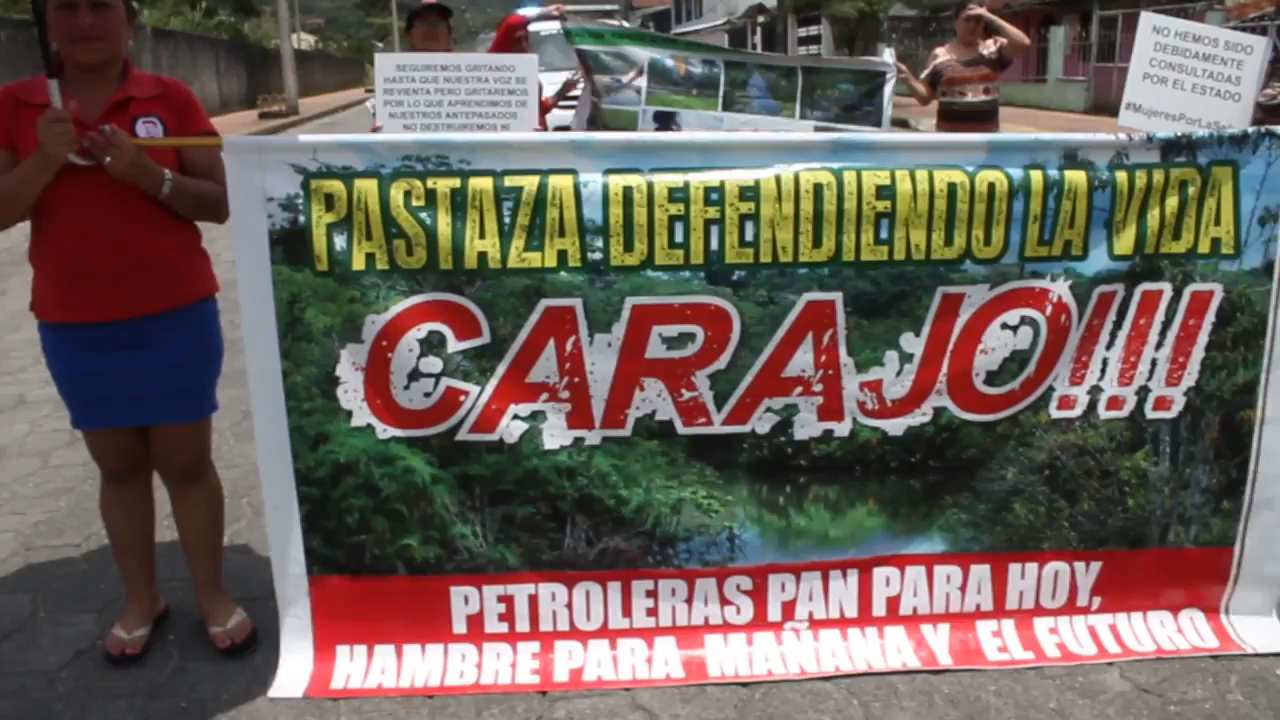 SEGUIREMOS GRITANDO
HASTA QUE NUESTRA VOZ SE
REVIENTA PERO GRITAREMOS
POR LO QUE APRENDIMOS DE
NUESTROS ANTEPASADOS
NO DESTRUIREMOS NI
NO HEMOS SIDO
DEBIDAMENTE
CONSULTADAS
POR EL ESTADO
PASTAZA DEFENDIENDO LA VIDA
CARAJO!!!
PETROLERAS PAN PARA HOY,
HAMBRE PARA MAÑANA Y EL FUTURO